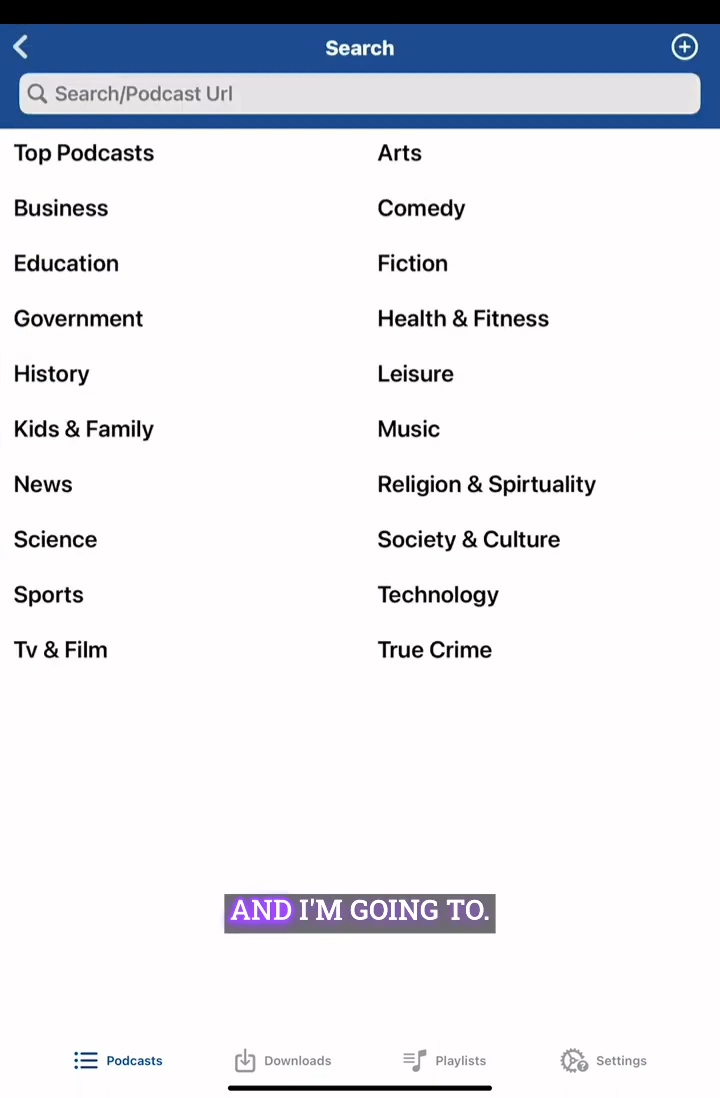 Search
Search/Podcast Url
Top Podcasts
Arts
Business
Comedy
Education
Fiction
Government
Health & Fitness
History
Leisure
Kids & Family
Music
News
Religion & Spirtuality
Science
Society & Culture
Sports
Technology
Tv & Film
True Crime
AND I'M GOING TO.
Podcasts
Downloads
Playlists
Settings